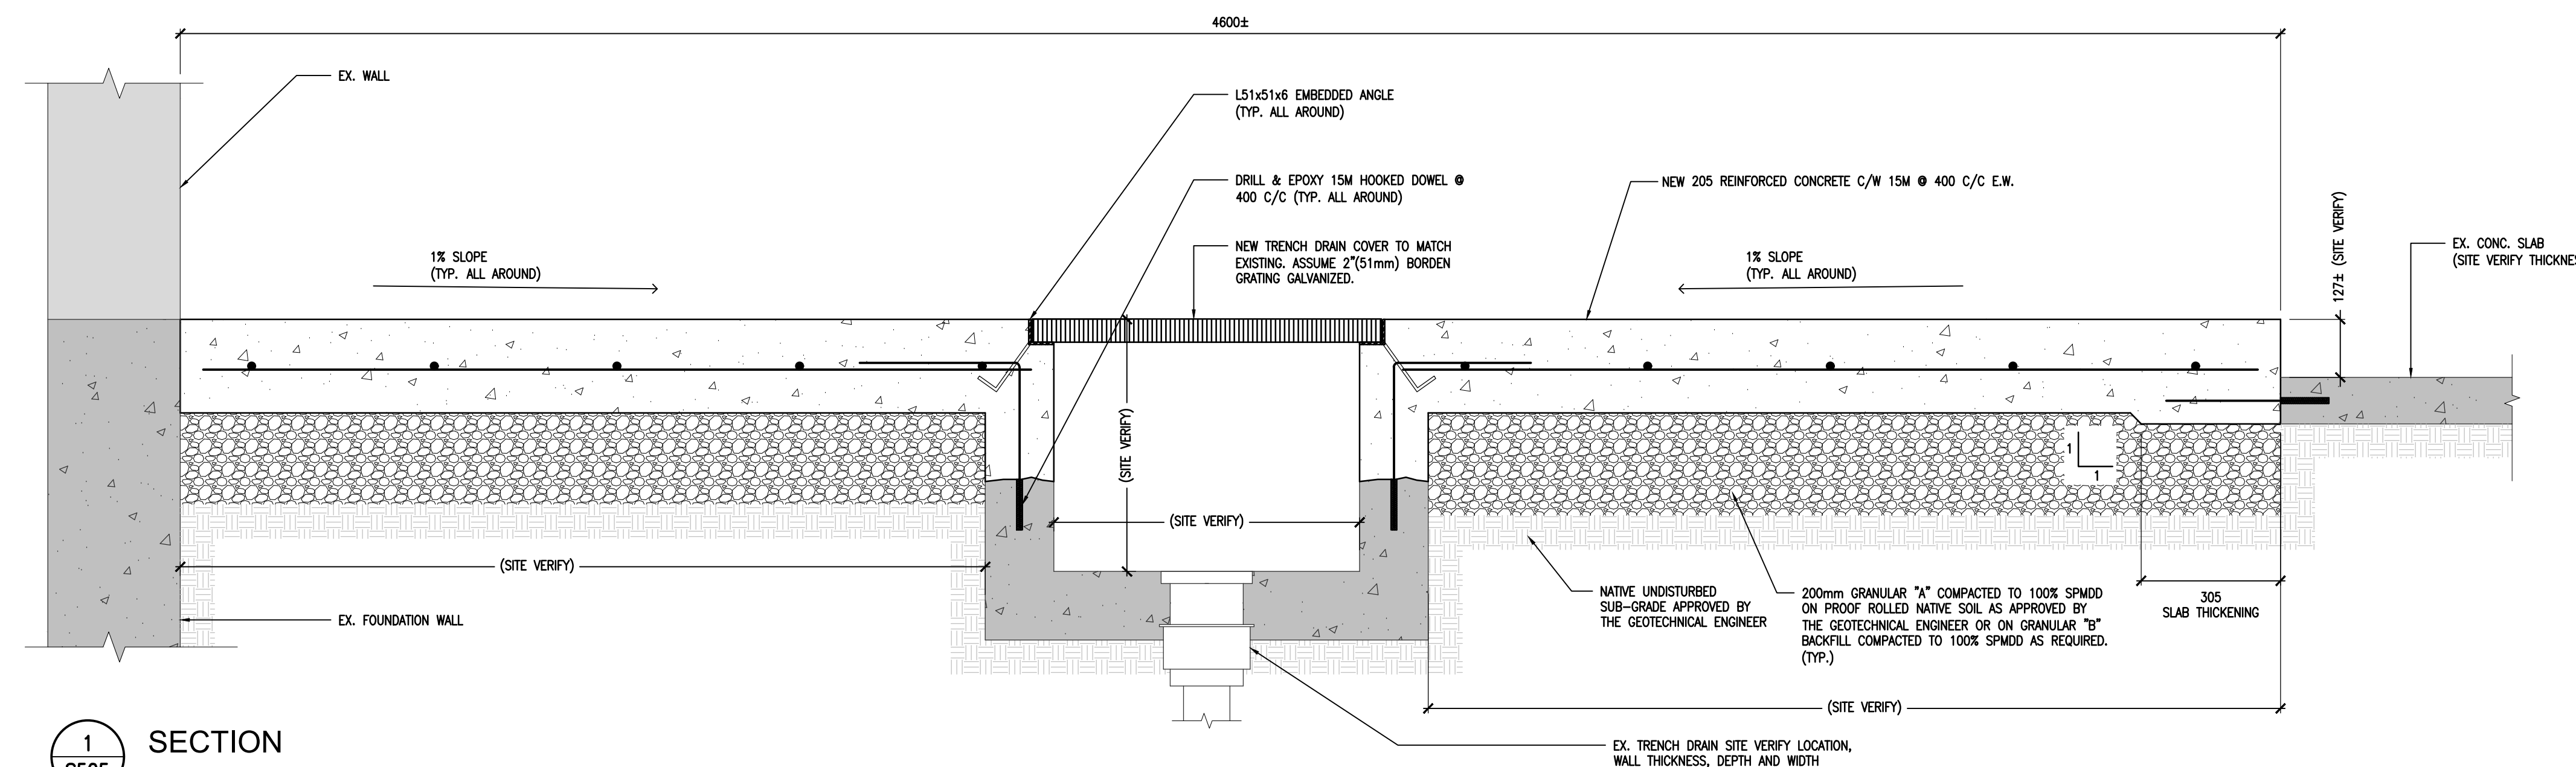 4600±
EX. WALL
L51x51x6 EMBEDDED ANGLE
(TYP. ALL AROUND)
DRILL & EPOXY 15M HOOKED DOWEL @
400 C/C (TYP. ALL AROUND)
NEW 205 REINFORCED CONCRETE C/W 15M @ 400 C/C E.W.
NEW TRENCH DRAIN COVER TO MATCH
EXISTING. ASSUME 2"(51mm) BORDEN
GRATING GALVANIZED.
1% SLOPE
(TYP. ALL AROUND)
1% SLOPE
(TYP. ALL AROUND)
127± (SITE VERIFY)
EX. CONC. SLAB
(SITE VERIFY
(SITE VERIFY)
(SITE VERIFY)
(SITE VERIFY)
1
1
EX. FOUNDATION WALL
NATIVE UNDISTURBED
SUB-GRADE APPROVED BY
THE GEOTECHNICAL ENGINEER
200mm GRANULAR "A" COMPACTED TO 100% SPMDD
ON PROOF ROLLED NATIVE SOIL AS APPROVED BY
THE GEOTECHNICAL ENGINEER OR ON GRANULAR "B"
BACKFILL COMPACTED TO 100% SPMDD AS REQUIRED.
(TYP.)
305
SLAB THICKENING
(SITE VERIFY)
EX. TRENCH DRAIN SITE VERIFY LOCATION,
WALL THICKNESS, DEPTH AND WIDTH
1
SECTION